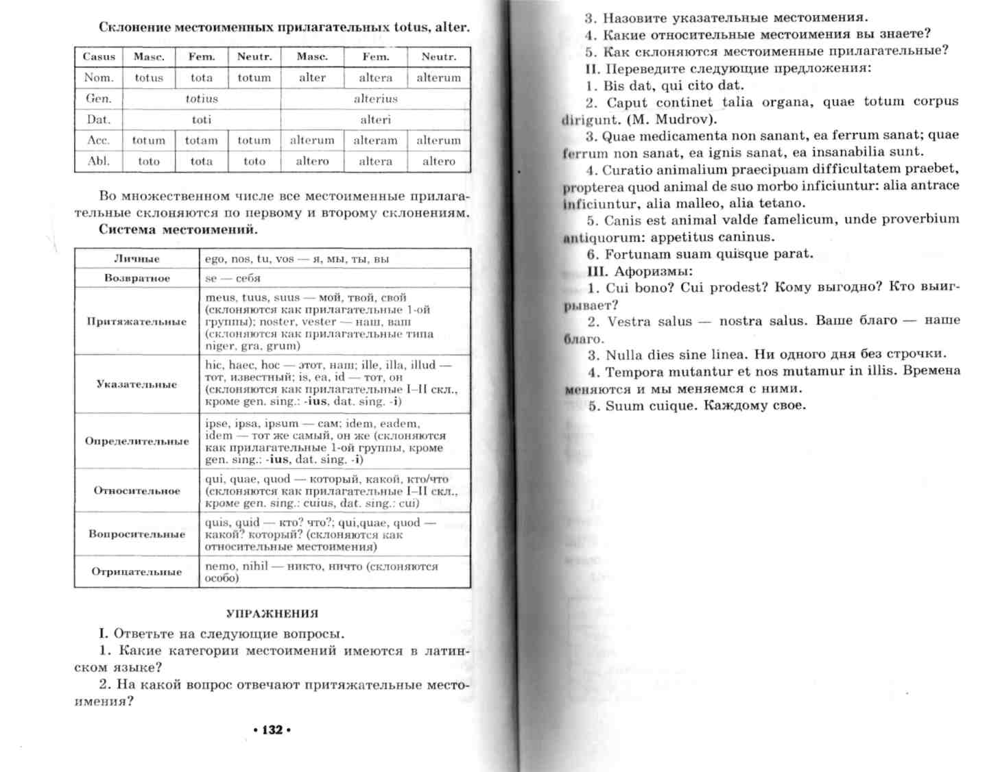 Склонение местоименных прилагательных totus, alter.
Casus Masc. Fem. Neutr. Masc. Fem. Neutr.
Nom. totus tota totum alter altera alterum
Gen. totius alterius
Dat. toti alteri
Acc. totum totam totum alterum alteram alterum
Abl. toto tota toto altero altera altero
Во множественном числе все местоименные прилага-
тельные склоняются по первому и второму склонениям.
Система местоимений.
Личные ego, nos, tu, vos — я, мы, ты, вы
Возвратное se — себя
Притяжательные
meus, tuus, suus — мой, твой, свой
(склоняются как прилагательные 1-ой
группы); noster, vester — наш, ваш
(склоняются как прилагательные типа
niger, gra, grum)
Указательные
hic, haec, hoc — этот, наш; ille, illa, illud —
тот, известный; is, ea, id — тот, он
(склоняются как прилагательные I–II скл.,
кроме gen. sing.: -ius, dat. sing. -i)
Определительные
ipse, ipsa, ipsum — сам; idem, eadem,
idem — тот же самый, он же (склоняются
как прилагательные 1-ой группы, кроме
gen. sing.: -ius, dat. sing. -i)
Относительное
qui, quae, quod — который, какой, кто/что
(склоняются как прилагательные I–II скл.,
кроме gen. sing.: cuius, dat. sing.: cui)
Вопросительные
quis, quid — кто? что?; qui,quae, quod —
какой? который? (склоняются как
относительные местоимения)
Отрицательные
nemo, nihil — никто, ничто (склоняются
особо)
УПРАЖНЕНИЯ
I. Ответьте на следующие вопросы.
1. Какие категории местоимений имеются в латин-
ском языке?
2. На какой вопрос отвечают притяжательные место-
имения?
• 132 •
3. Назовите указательные местоимения.
4. Какие относительные местоимения вы знаете?
5. Как склоняются местоименные прилагательные?
II. Переведите следующие предложения:
1. Bis dat, qui cito dat.
2. Caput continet talia organa, quae totum corpus
dirigunt. (M. Mudrov).
3. Quae medicamenta non sanant, ea ferrum sanat; quae
ferrum non sanat, ea ignis sanat, ea insanabilia sunt.
4. Curatio animalium praecipuam difficultatem praebet,
propterea quod animal de suo morbo inficiuntur: alia antrace
inficiuntur, alia malleo, alia tetano.
5. Canis est animal valde famelicum, unde proverbium
antiquorum: appetitus caninus.
6. Fortunam suam quisque parat.
III. Афоризмы:
1. Cui bono? Cui prodest? Кому выгодно? Кто выиг-
рывает?
2. Vestra salus — nostra salus. Ваше благо — наше
благо.
3. Nulla dies sine linea. Ни одного дня без строчки.
4. Tempora mutantur et nos mutamur in illis. Времена
меняются и мы меняемся с ними.
5. Suum cuique. Каждому свое.